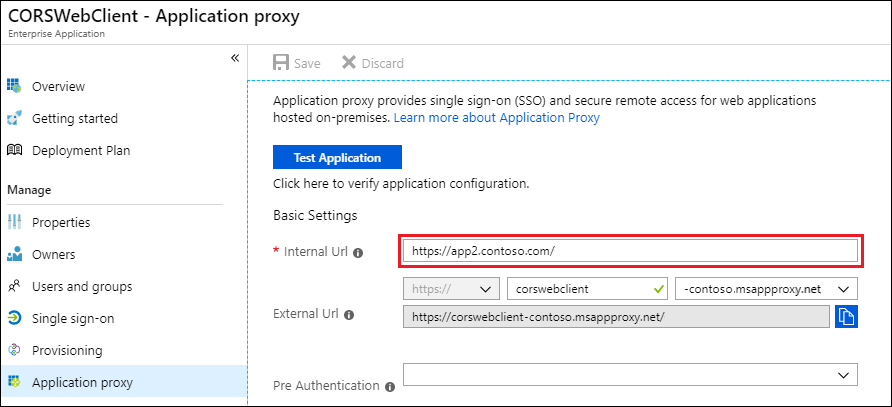 CORSWebClient - Application proxy
Enterprise Application
«
Overview
Getting started
Deployment Plan
Manage
Properties
Owners
Users and groups
Single sign-on
Provisioning
Application proxy
Save Discard
Application proxy provides single sign-on (SSO) and secure remote access for web applications
hosted on-premises. Learn more about Application Proxy
Test Application
Click here to verify application configuration.
Basic Settings
* Internal Url https://app2.contoso.com/
https:// corswebclient -contoso.msappproxy.net
External Url https://corswebclient-contoso.msappproxy.net/
Pre Authentication